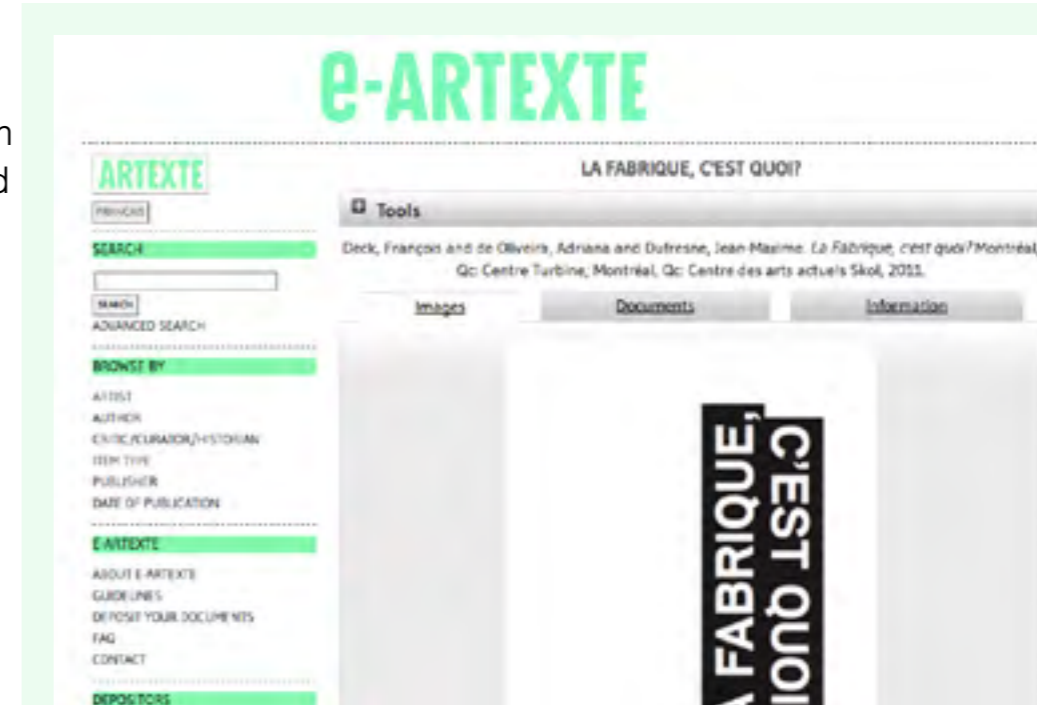 e-ARTEXTE
ARTEXTE
FRANÇAIS
SEARCH
SEARCH
ADVANCED SEARCH
BROWSE BY
ARTIST
AUTHOR
CRITIC/CURATOR/HISTORIAN
ITEM TYPE
PUBLISHER
DATE OF PUBLICATION
E-ARTEXTE
ABOUT E-ARTEXTE
GUIDELINES
DEPOSIT YOUR DOCUMENTS
FAQ
CONTACT
DEPOSITORS
LA FABRIQUE, C'EST QUOI?
Tools
Deck, François and de Oliveira, Adriana and Dufresne, Jean-Maxime. La Fabrique, c'est quoi? Montréal,
Qc: Centre Turbine, Montréal, Qc: Centre des arts actuels Skol, 2011.
Images Documents Information
A FABRIQUE,
C'EST QUOI